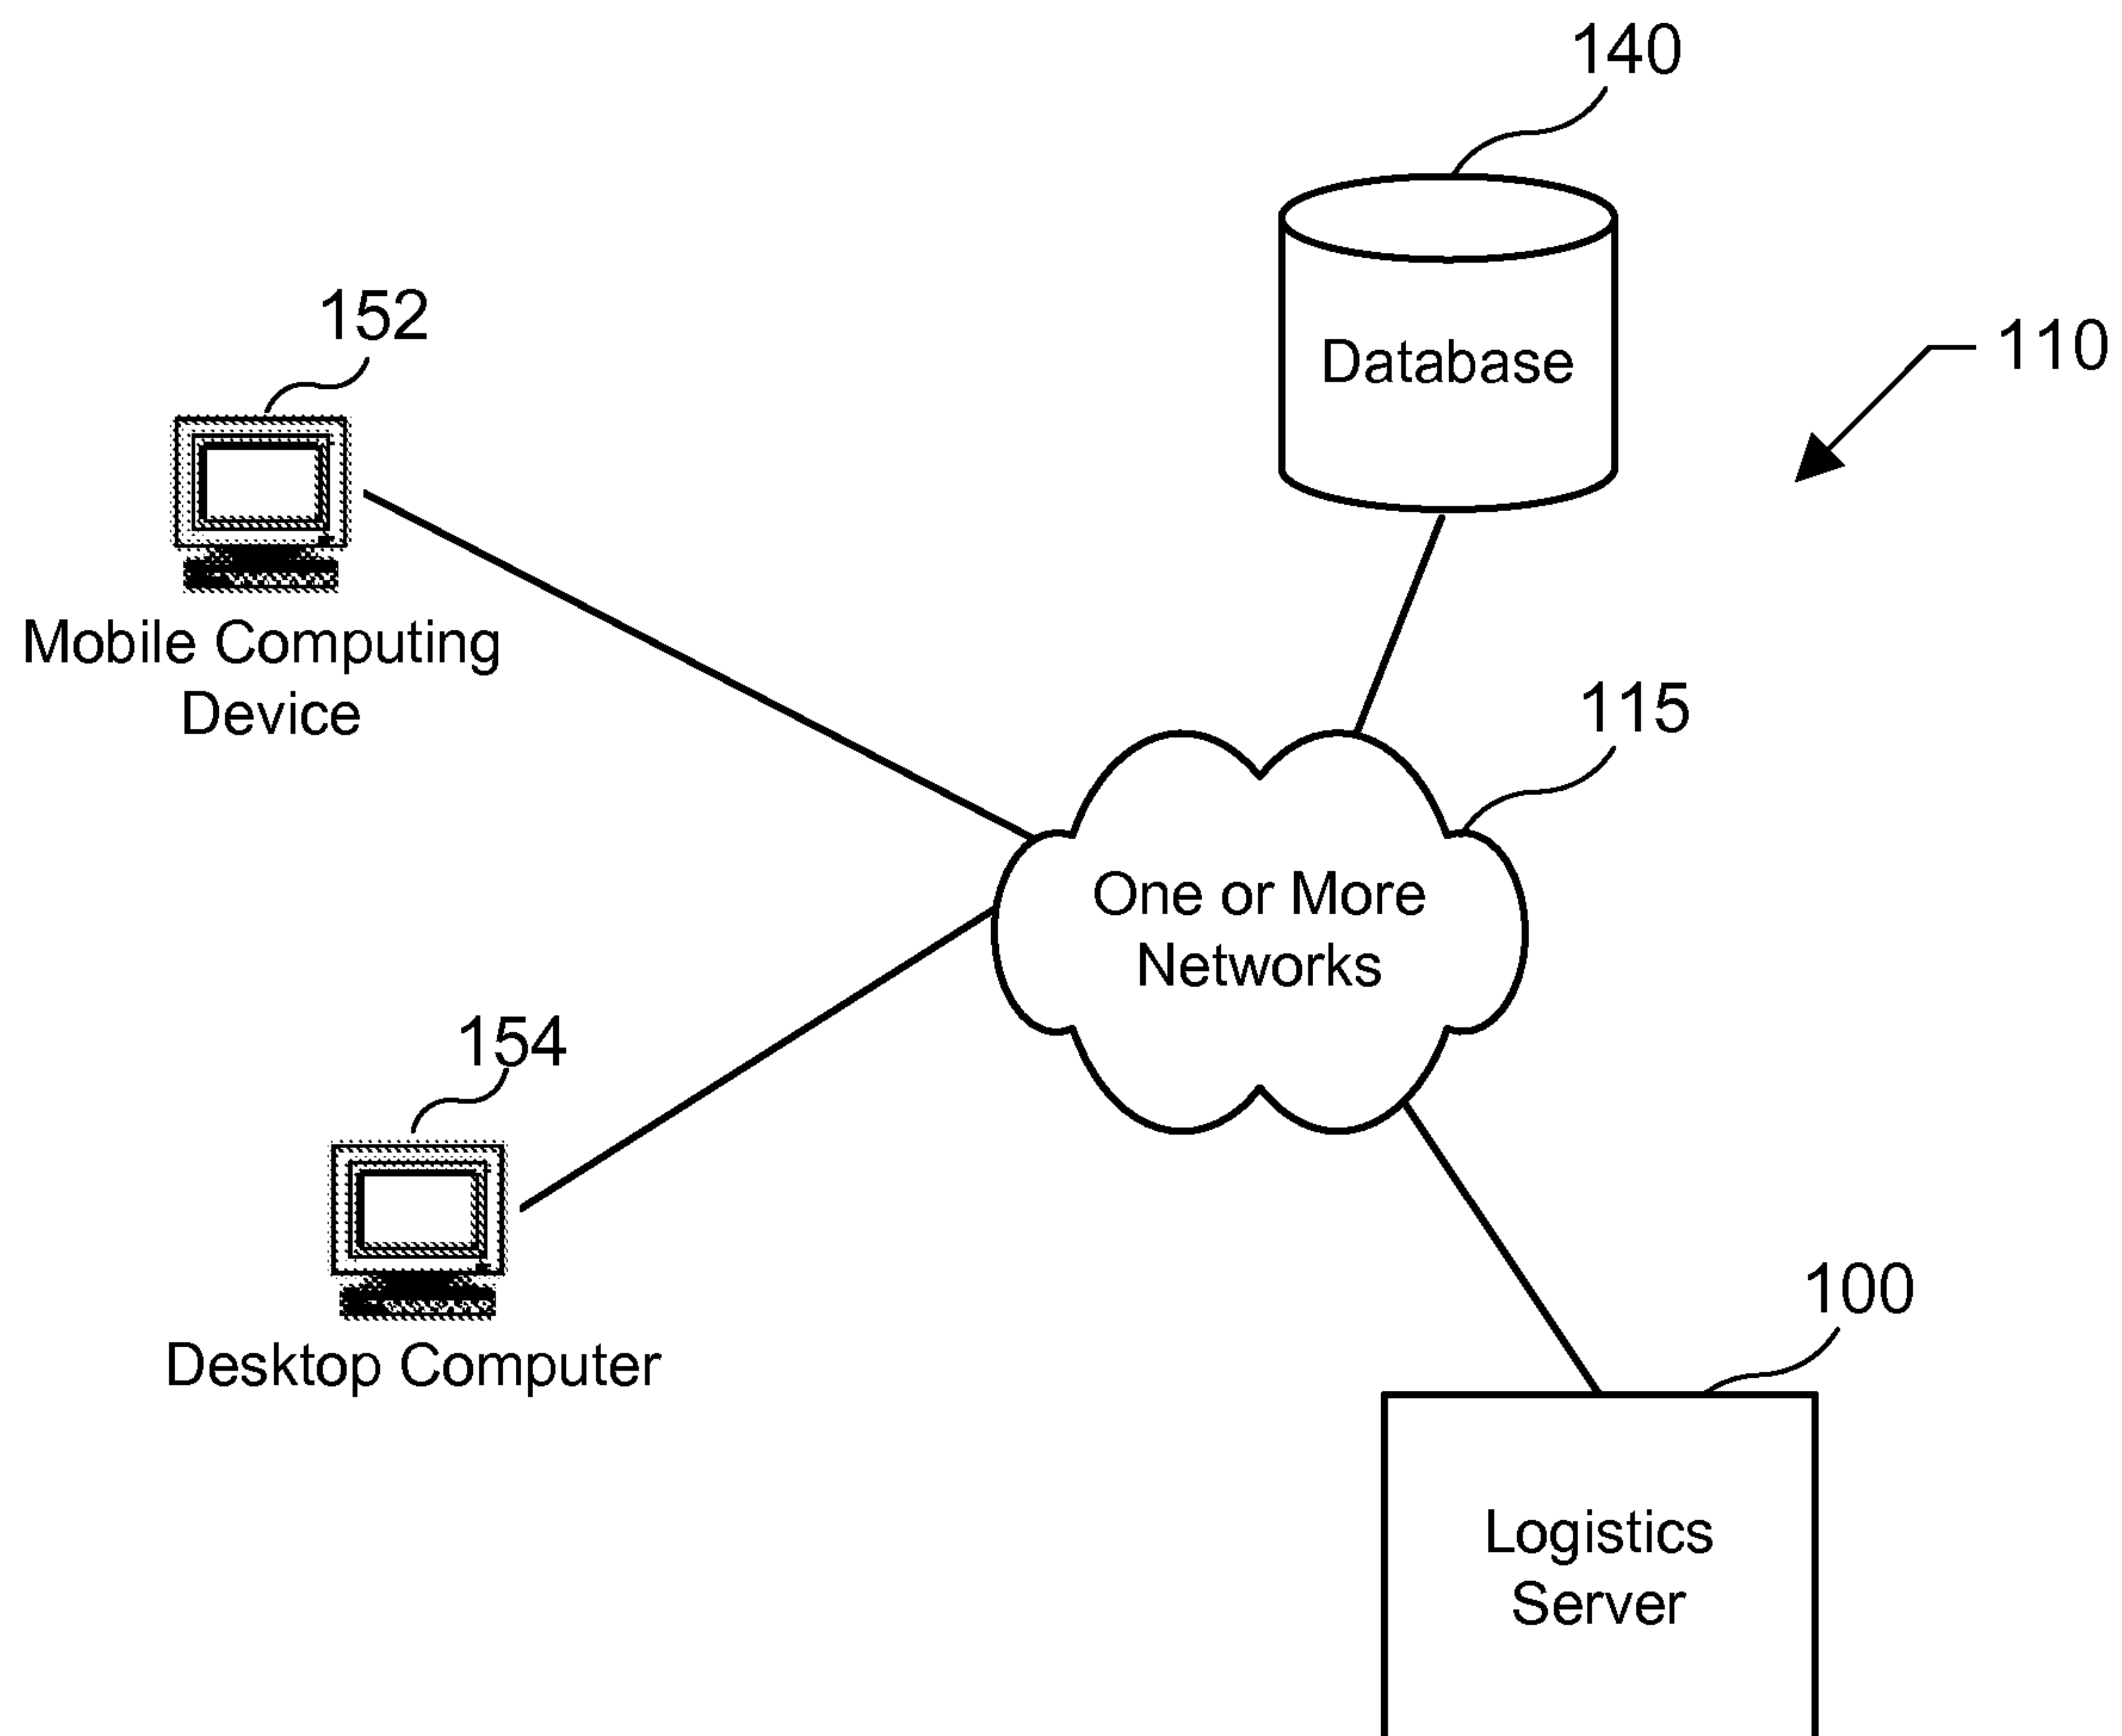 140
152
110
Database
Mobile Computing
Device
115
One or More
Networks
154
100
Desktop Computer
Logistics
Server